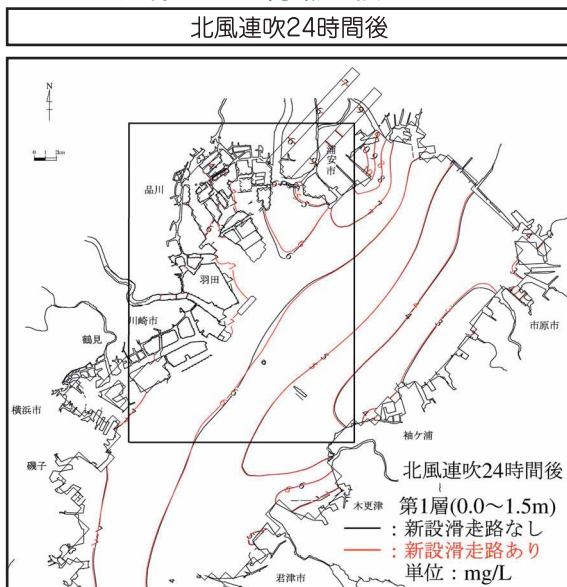 北風連吹24時間後
N
0 1 2km
浦安市
品川
羽田
川崎市
鶴見
市原市
横浜市
袖ケ浦
磯子
北風連吹24時間後
木更津
第1層(0.0～1.5m)
：新設滑走路なし
：新設滑走路あり
君津市
単位：mg/L